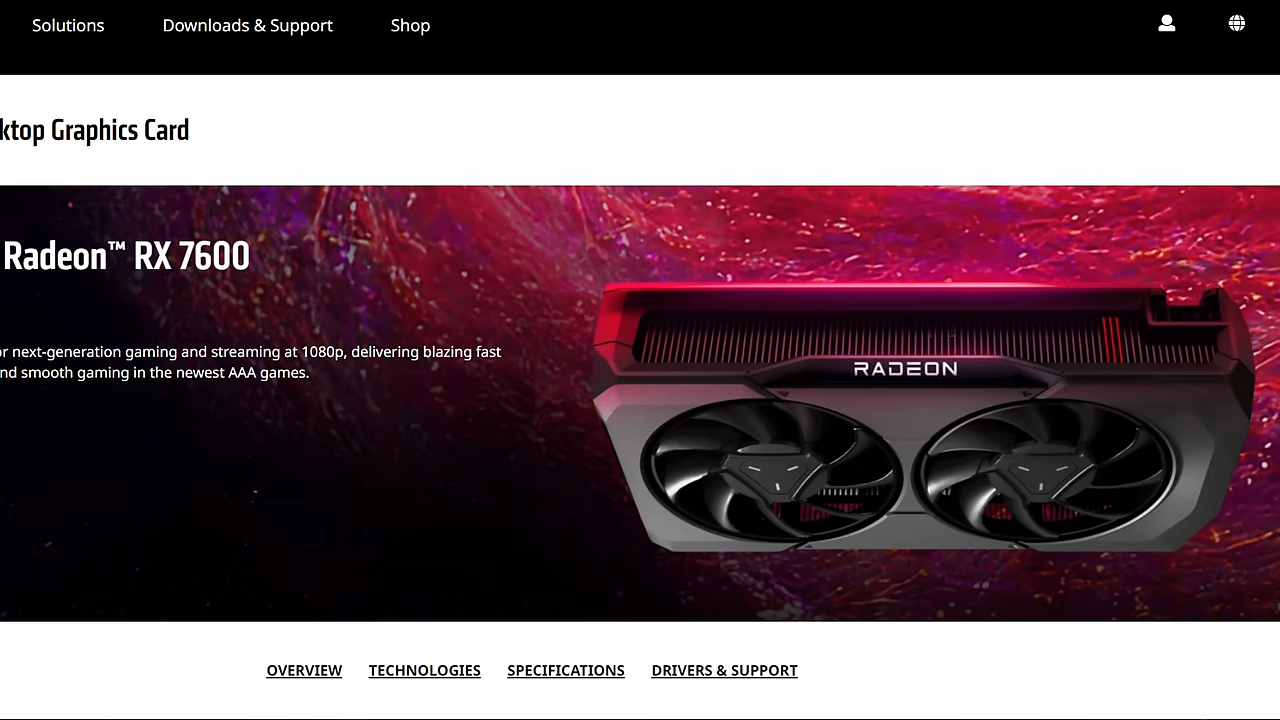 Solutions Downloads & Support Shop
ktop Graphics Card
Radeon™ RX 7600
or next-generation gaming and streaming at 1080p, delivering blazing fast
nd smooth gaming in the newest AAA games.
RADEON
OVERVIEW TECHNOLOGIES SPECIFICATIONS DRIVERS & SUPPORT